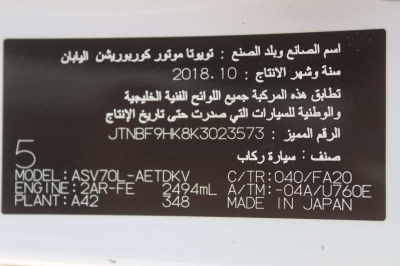 اسم الصانع وبلد الصنع : تويوتا موتور كوربوريشن اليابان
سنة وشهر الانتاج : 2018.10
تطابق هذه المركبة جميع اللوائح الفنية الخليجية
والوطنية للسيارات التي صدرت حتى تاريخ الإنتاج
الرقم المميز : JTNBF9HK8K3023573
صنف : سيارة ركاب
5
MODEL: ASV70L-AETDKV C/TR: 040/FA20
ENGINE: 2AR-FE 2494mL A/TM: -04A/U760E
PLANT: A42 348 MADE IN JAPAN